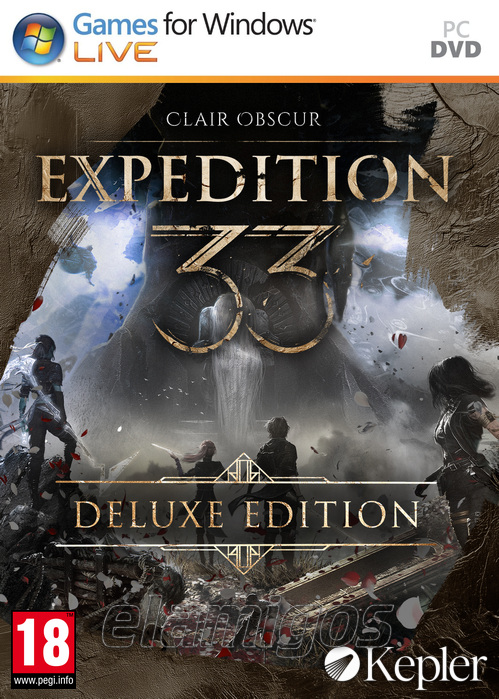 Games for Windows®
LIVE
PC
DVD
CLAIR OBSCUR
EXPEDITION
33
DELUXE EDITION
elamigos
18
www.pegi.info
Kepler